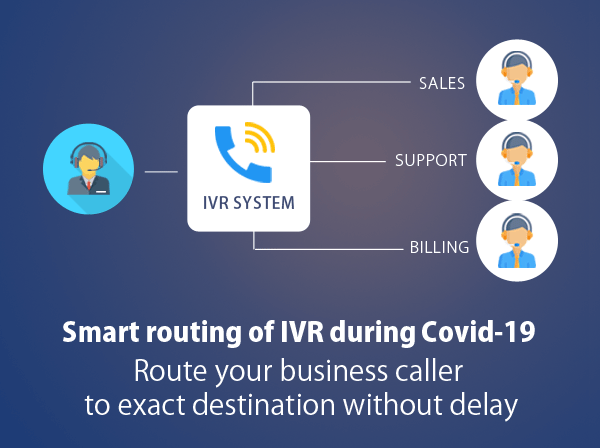 SALES
SUPPORT
IVR SYSTEM
BILLING
Smart routing of IVR during Covid-19
Route your business caller
to exact destination without delay